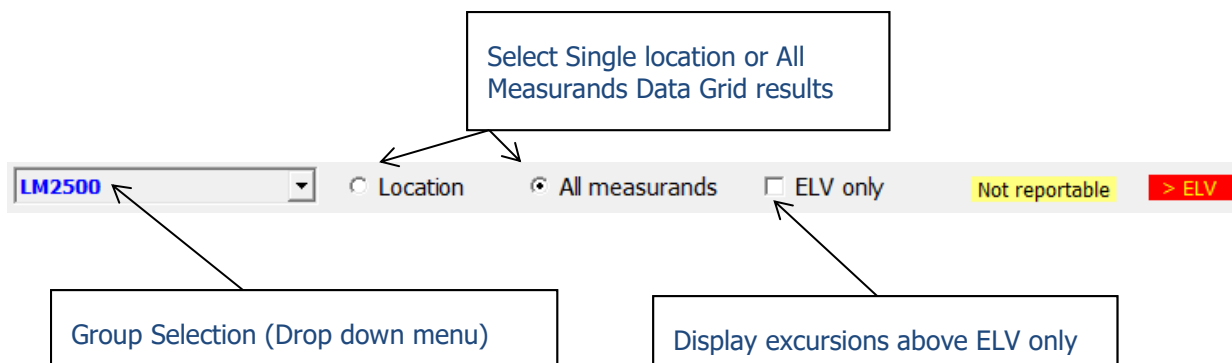 Select Single location or All
Measurands Data Grid results
LM2500 Location All measurands ELV only Not reportable > ELV
Group Selection (Drop down menu)
Display excursions above ELV only